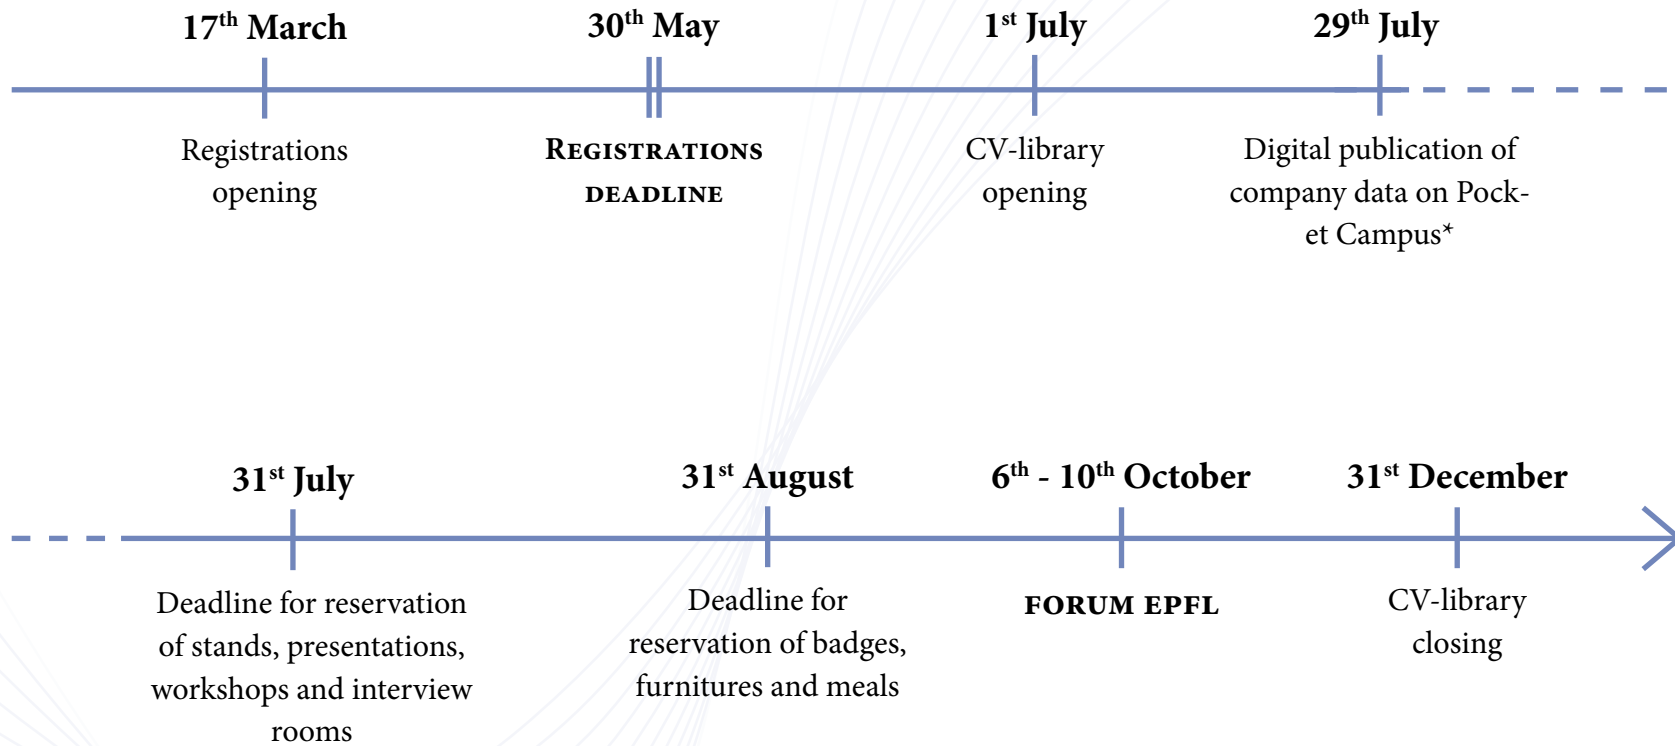 17th March
30th May
1st July
29th July
Registrations
opening
REGISTRATIONS
DEADLINE
CV-library
opening
Digital publication of
company data on Pock-
et Campus*
31st July
31st August
6th - 10th October
31st December
Deadline for reservation
of stands, presentations,
workshops and interview
rooms
Deadline for
reservation of badges,
furnitures and meals
FORUM EPFL
CV-library
closing